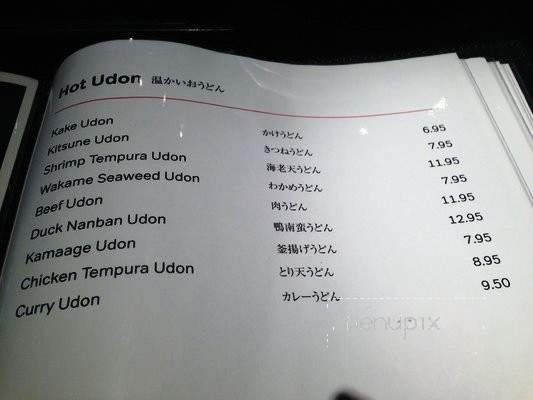 Hot Udon 温かいおうどん
Kake Udon かけうどん 6.95
Kitsune Udon きつねうどん 7.95
Shrimp Tempura Udon 海老天うどん 11.95
Wakame Seaweed Udon わかめうどん 7.95
Beef Udon 肉うどん 11.95
Duck Nanban Udon 鴨南蛮うどん 12.95
Kamaage Udon 釜揚げうどん 7.95
Chicken Tempura Udon とり天うどん 8.95
Curry Udon カレーうどん 9.50
menupix